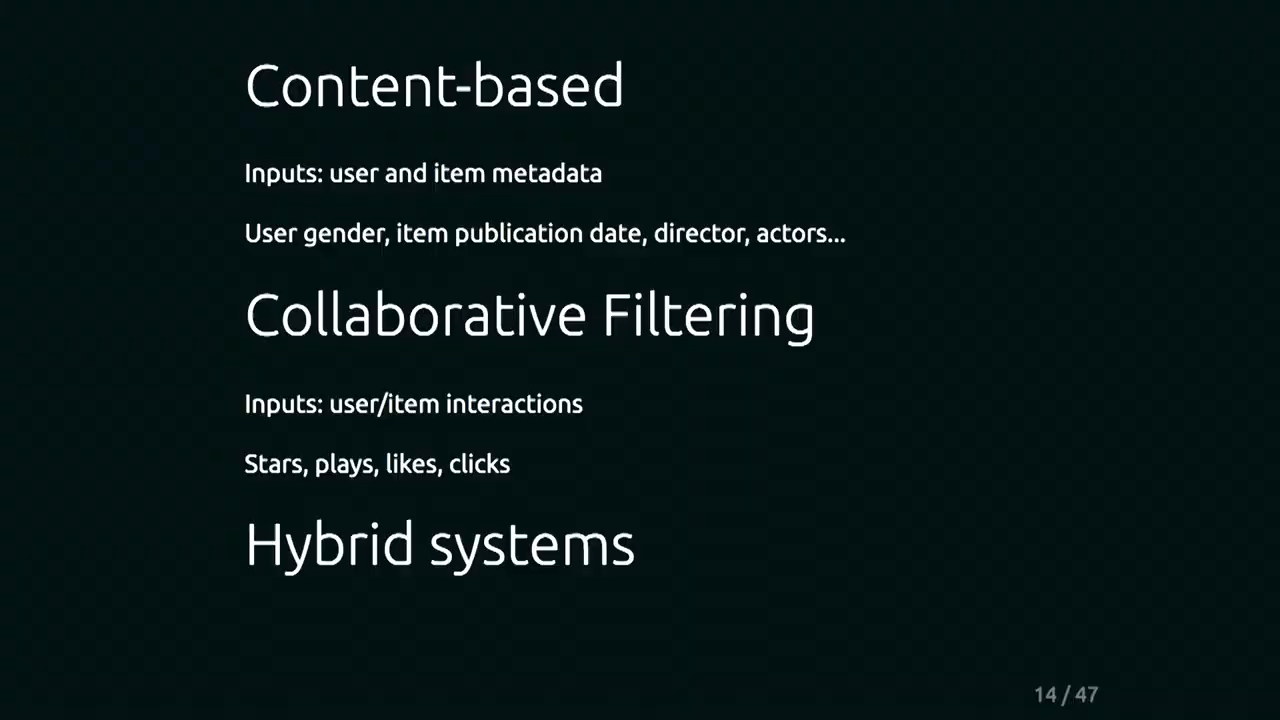 Content-based
Inputs: user and item metadata
User gender, item publication date, director, actors...
Collaborative Filtering
Inputs: user/item interactions
Stars, plays, likes, clicks
Hybrid systems
14 / 47